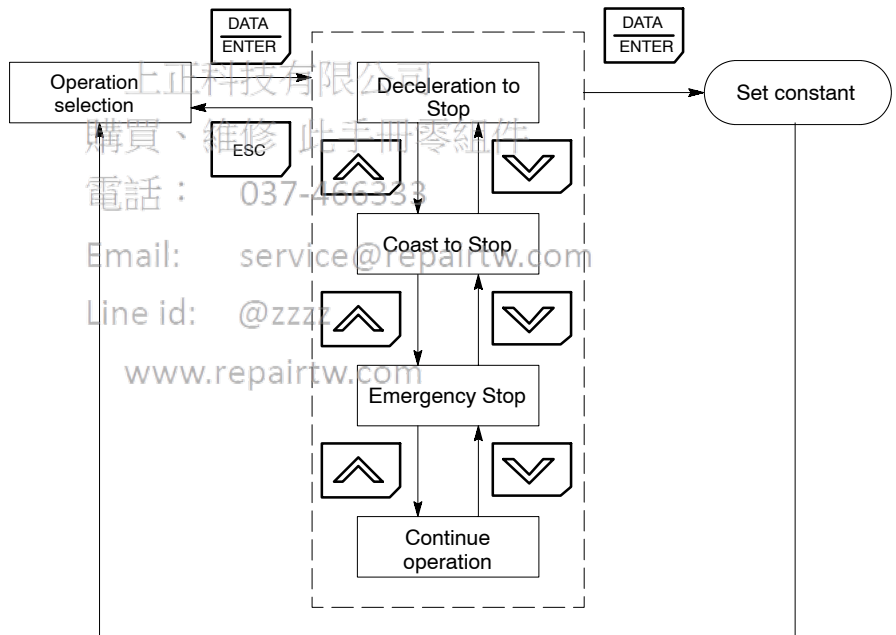 DATA
ENTER
DATA
ENTER
Operation
selection
Deceleration to
Stop
Set constant
ESC
Coast to Stop
Emergency Stop
Continue
operation
上正科技有限公司
購買、維修 此手冊零組件
電話： 037-466333
Email: service@repairtw.com
Line id: @zzzz
www.repairtw.com